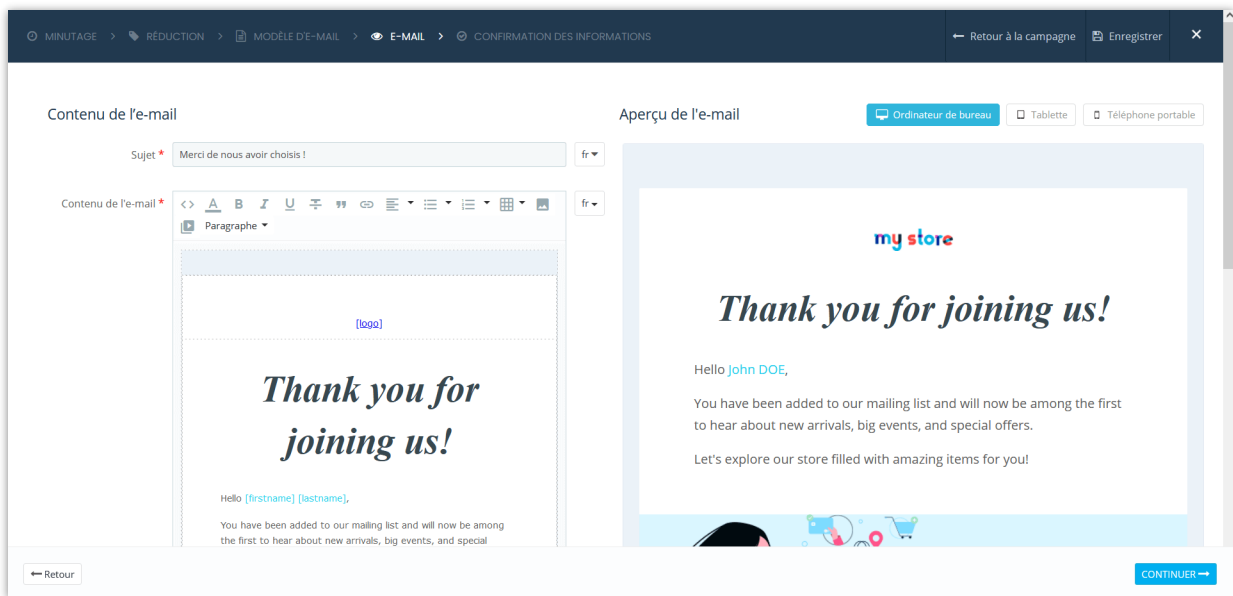 MINUTAGE > RÉDUCTION > MODÈLE D'E-MAIL > E-MAIL > CONFIRMATION DES INFORMATIONS
Retour à la campagne
Enregistrer
Contenu de l'e-mail
Sujet *
Merci de nous avoir choisis !
fr
Contenu de l'e-mail *
A B I U
Paragraphe
fr
[logo]
Thank you for
joining us!
Hello [firstname] [lastname],
You have been added to our mailing list and will now be among
the first to hear about new arrivals, big events, and special
Aperçu de l'e-mail
Ordinateur de bureau
Tablette
Téléphone portable
my store
Thank you for joining us!
Hello John DOE,
You have been added to our mailing list and will now be among the first
to hear about new arrivals, big events, and special offers.
Let's explore our store filled with amazing items for you!
Retour
CONTINUER